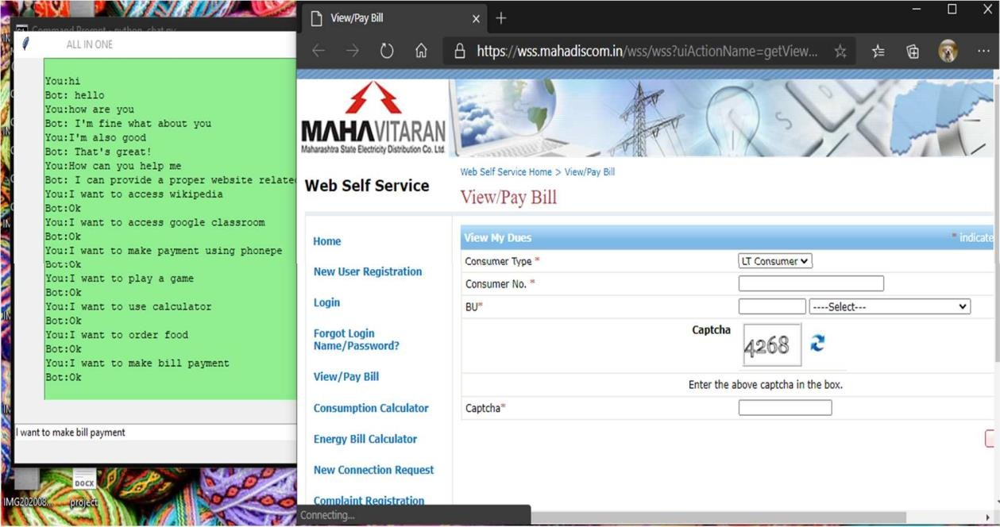 Command Prompt - python chat.py
ALL IN ONE
You:hi
Bot: hello
You:how are you
Bot: I'm fine what about you
You:I'm also good
Bot: That's great!
You:How can you help me
Bot: I can provide a proper website relate
You:I want to access wikipedia
Bot:Ok
You:I want to access google classroom
Bot:Ok
You:I want to make payment using phonepe
Bot:Ok
You:I want to play a game
Bot:Ok
You:I want to use calculator
Bot:Ok
You:I want to order food
Bot:Ok
You:I want to make bill payment
Bot:Ok
I want to make bill payment
IMG202008...
DOCX
project
View/Pay Bill
https://wss.mahadiscom.in/wss/wss?uiActionName=getView...
MAHAVITARAN
Maharashtra State Electricity Distribution Co. Ltd.
Web Self Service
Home
New User Registration
Login
Forgot Login
Name/Password?
View/Pay Bill
Consumption Calculator
Energy Bill Calculator
New Connection Request
Complaint Registration
Web Self Service Home > View/Pay Bill
View/Pay Bill
View My Dues * indicate
Consumer Type * LT Consumer
Consumer No. *
BU* ----Select---
Captcha 4268
Enter the above captcha in the box.
Captcha*
Connecting...